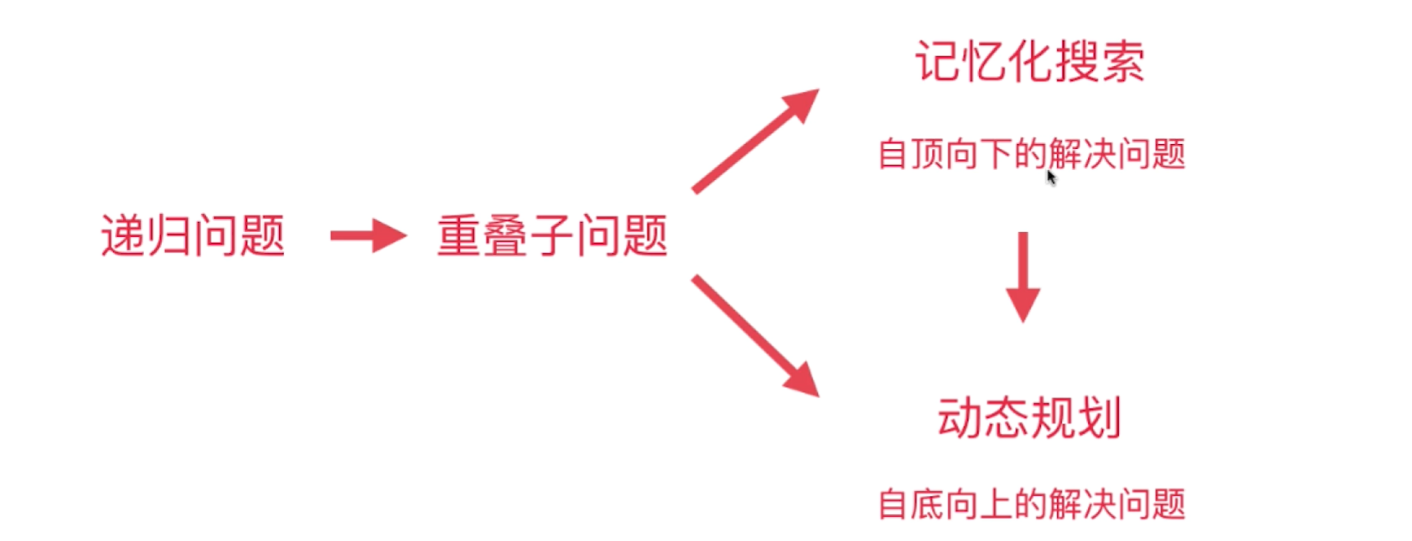 记忆化搜索
自顶向下的解决问题
递归问题
重叠子问题
动态规划
自底向上的解决问题